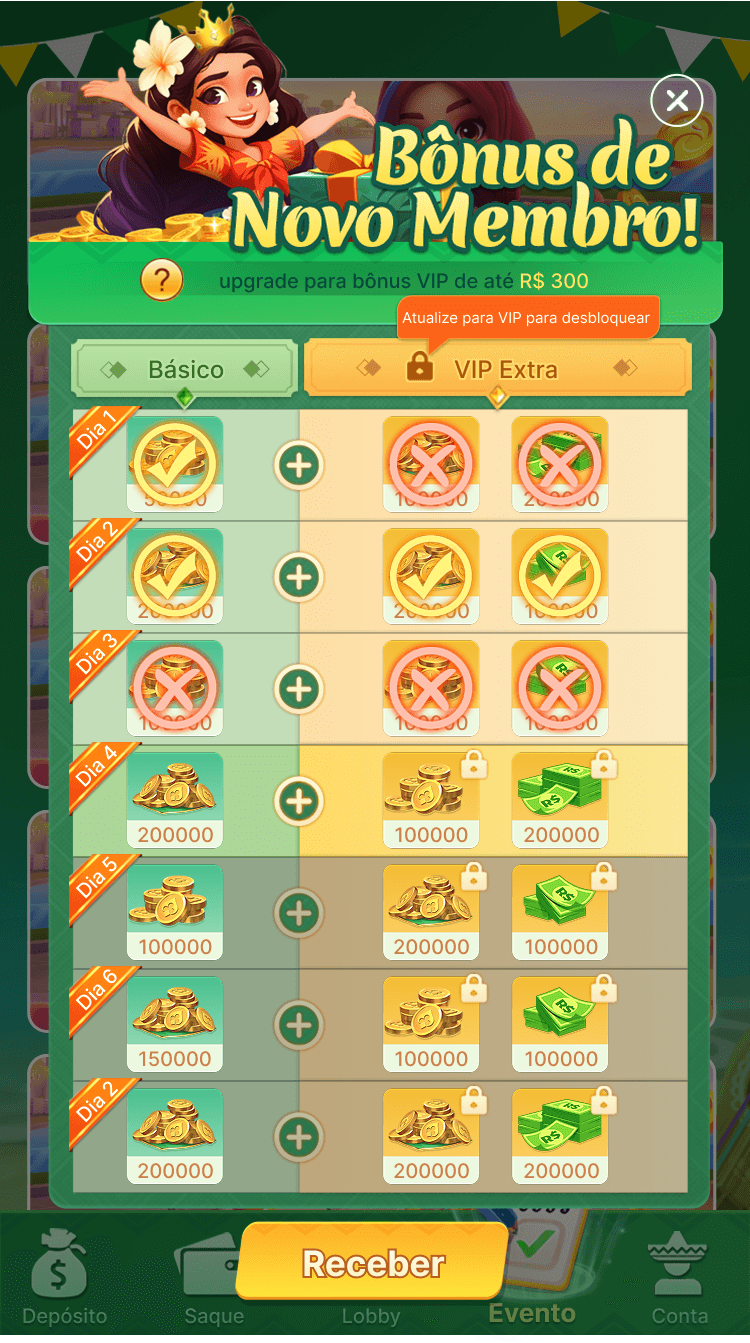 Bônus de
Novo Membro!
?
upgrade para bônus VIP de até R$ 300
Atualize para VIP para desbloquear
Básico
VIP Extra
Dia 1
Dia 2
Dia 3
Dia 4
200000
100000
200000
Dia 5
100000
200000
100000
Dia 6
150000
100000
100000
Dia 2
200000
200000
200000
Receber
Depósito
Saque
Lobby
Evento
Conta